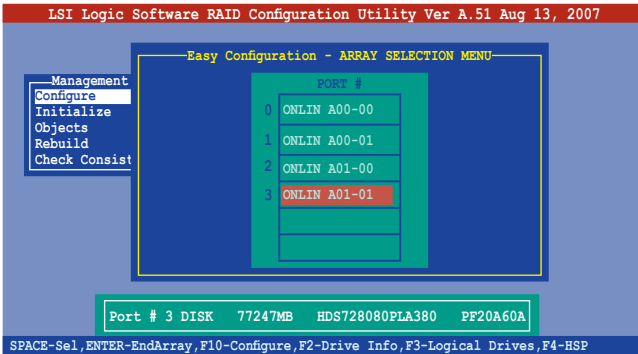 LSI Logic Software RAID Configuration Utility Ver A.51 Aug 13, 2007
Easy Configuration - ARRAY SELECTION MENU
Management
Configure
Initialize
Objects
Rebuild
Check Consist
PORT #
0 ONLIN A00-00
1 ONLIN A00-01
2 ONLIN A01-00
3 ONLIN A01-01
Port # 3 DISK 77247MB HDS728080PLA380 PF20A60A
SPACE-Sel,ENTER-EndArray,F10-Configure,F2-Drive Info,F3-Logical Drives,F4-HSP